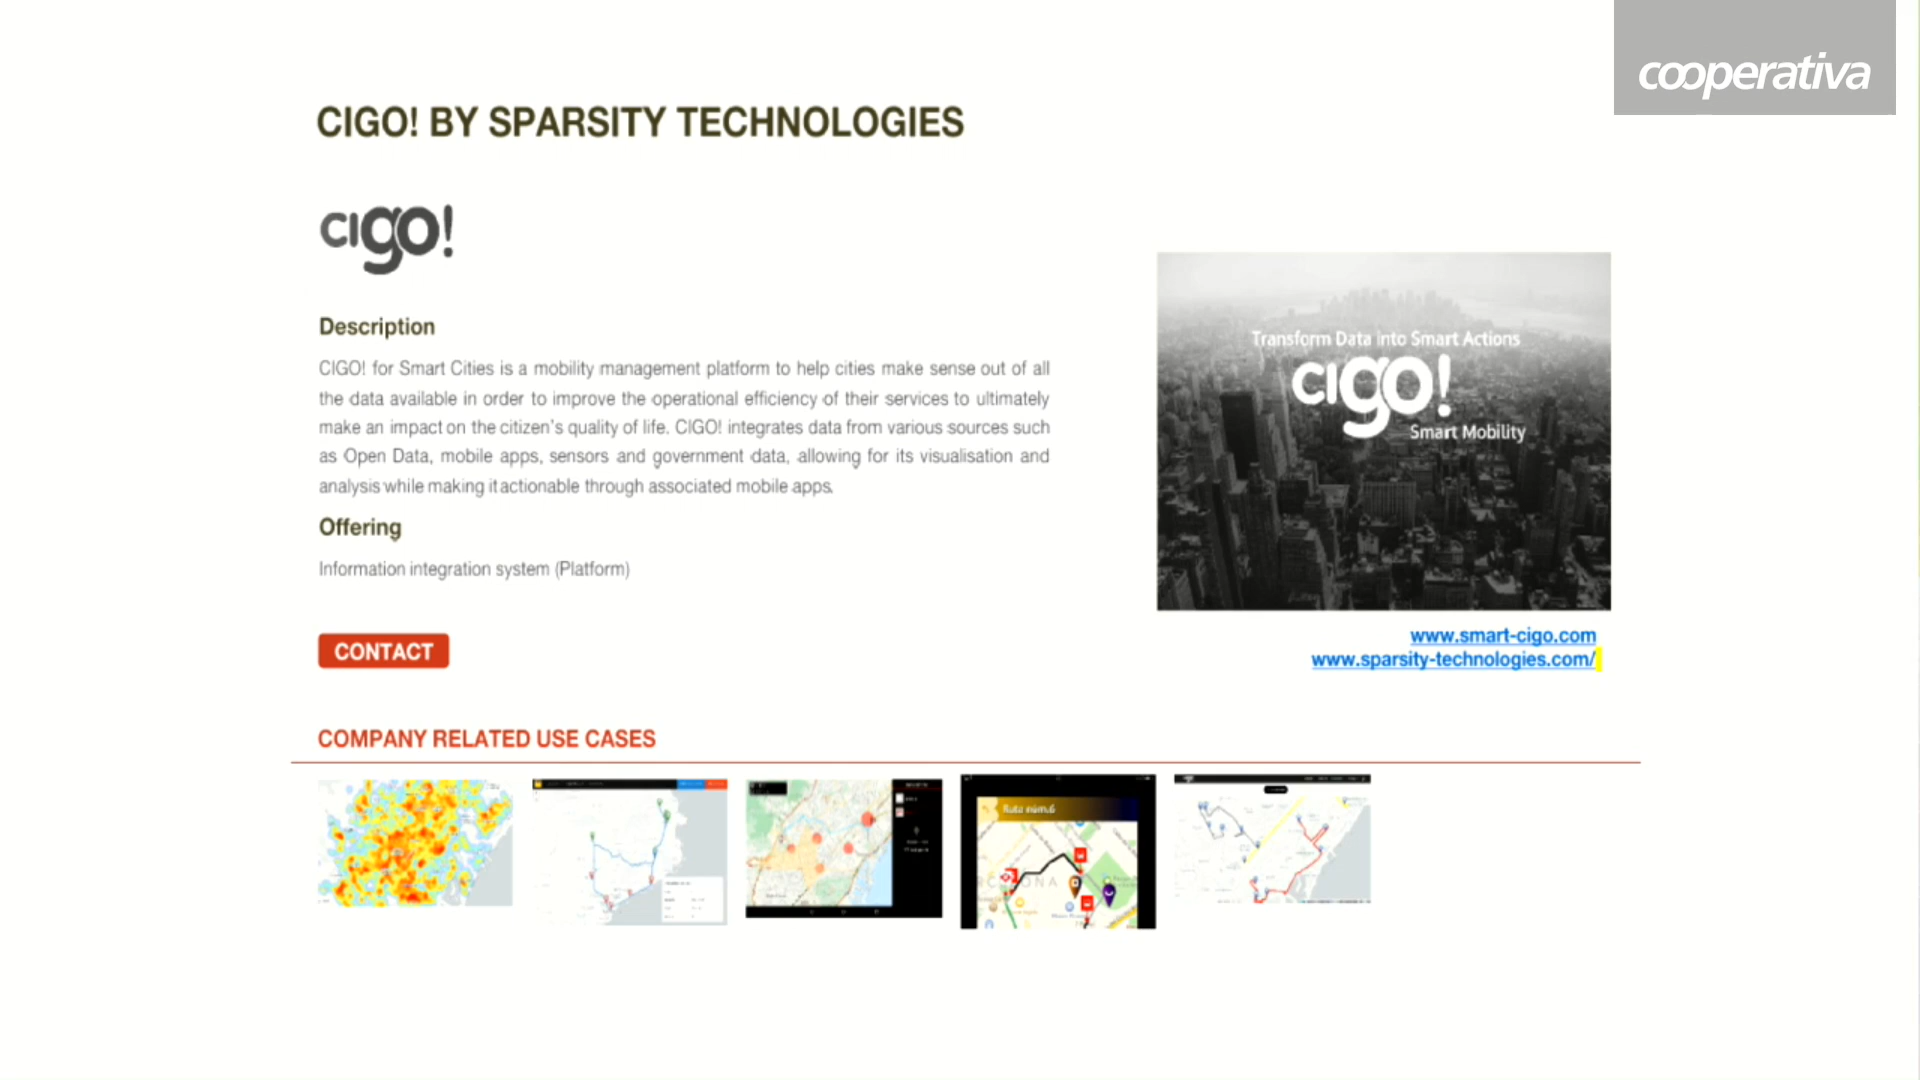 cooperativa
CIGO! BY SPARSITY TECHNOLOGIES
cigo!
Description
CIGO! for Smart Cities is a mobility management platform to help cities make sense out of all
the data available in order to improve the operational efficiency of their services to ultimately
make an impact on the citizen's quality of life. CIGO! integrates data from various sources such
as Open Data, mobile apps, sensors and government data, allowing for its visualisation and
analysis while making it actionable through associated mobile apps.
Offering
Information integration system (Platform)
CONTACT
Transform Data into Smart Actions
cigo!
Smart Mobility
www.smart-cigo.com
www.sparsity-technologies.com/
COMPANY RELATED USE CASES
Ruta núm.6